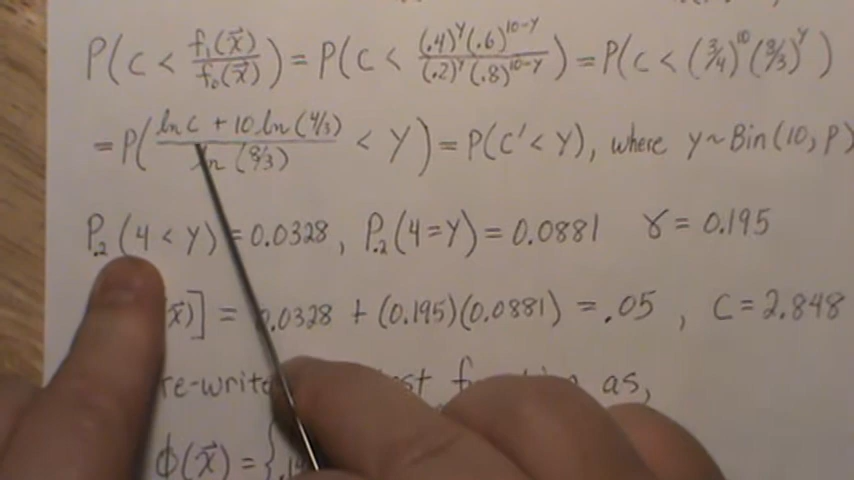 P(c < f₁(x⃗)/f₀(x⃗)) = P(c < (.4)^y(.6)^10-y/(.2)^y(.8)^10-y) = P(c < (3/4)^10(8/3)^y)
= P(ln c + 10 ln(4/3)/ln(8/3) < Y) = P(c' < Y), where y~Bin(10, P)
P.₂(4 < Y) = 0.0328, P.₂(4 = Y) = 0.0881 γ = 0.195
x⃗)] = 0.0328 + (0.195)(0.0881) = .05, c = 2.848
re-write as,
ϕ(x⃗) = {